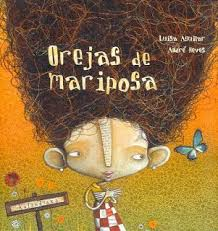 Luisa Aguilar
André Neves
Orejas de
mariposa